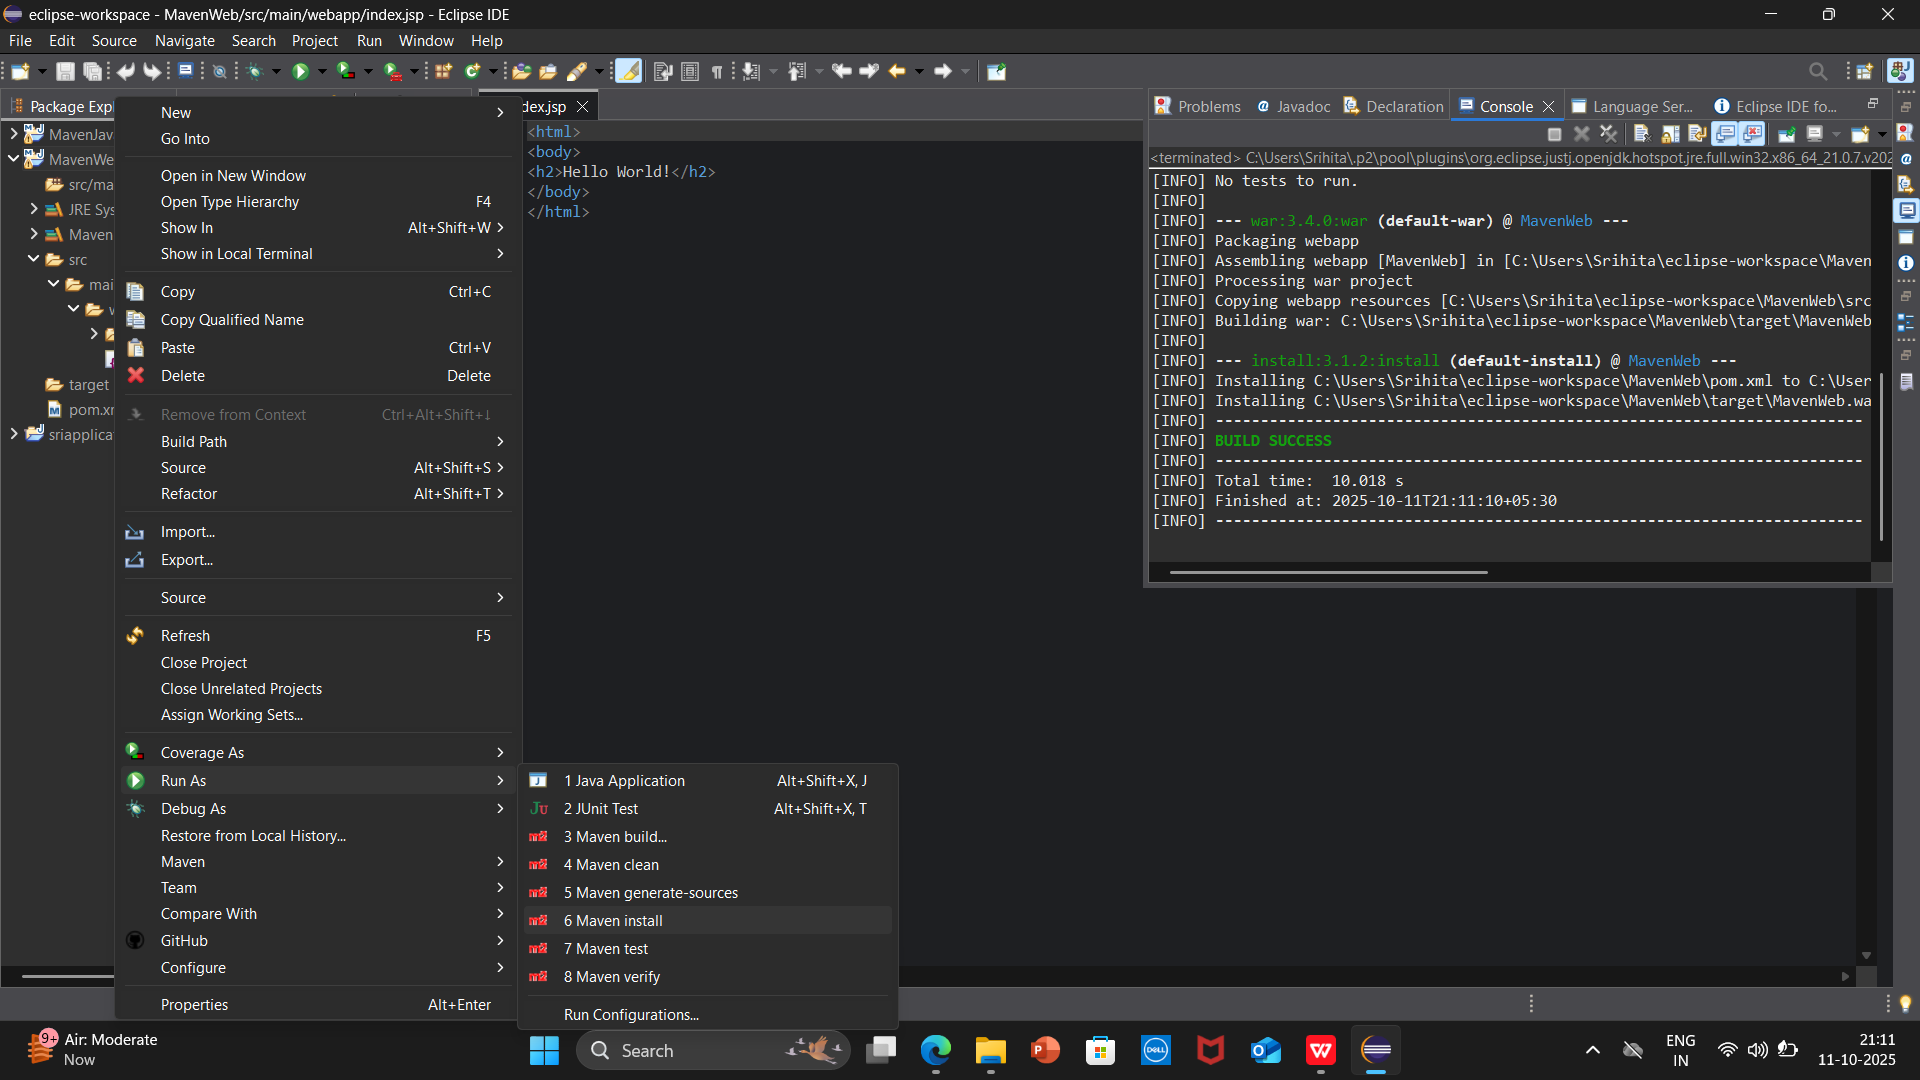 eclipse-workspace - MavenWeb/src/main/webapp/index.jsp - Eclipse IDE
File Edit Source Navigate Search Project Run Window Help
Package Exp
MavenJav
MavenWe
src/ma
JRE Sys
Maven
src
mai
target
pom.xm
sriapplica
New
Go Into
Open in New Window
Open Type Hierarchy F4
Show In Alt+Shift+W
Show in Local Terminal
Copy Ctrl+C
Copy Qualified Name
Paste Ctrl+V
Delete Delete
Remove from Context Ctrl+Alt+Shift+↓
Build Path
Source Alt+Shift+S
Refactor Alt+Shift+T
Import...
Export...
Source
Refresh F5
Close Project
Close Unrelated Projects
Assign Working Sets...
Coverage As
Run As
Debug As
Restore from Local History...
Maven
Team
Compare With
GitHub
Configure
Properties Alt+Enter
1 Java Application Alt+Shift+X, J
2 JUnit Test Alt+Shift+X, T
3 Maven build...
4 Maven clean
5 Maven generate-sources
6 Maven install
7 Maven test
8 Maven verify
Run Configurations...
dex.jsp
<html>
<body>
<h2>Hello World!</h2>
</body>
</html>
Problems Javadoc Declaration Console Language Ser... Eclipse IDE fo...
<terminated> C:\Users\Srihita\.p2\pool\plugins\org.eclipse.justj.openjdk.hotspot.jre.full.win32.x86_64_21.0.7.v202
[INFO] No tests to run.
[INFO]
[INFO] --- war:3.4.0:war (default-war) @ MavenWeb ---
[INFO] Packaging webapp
[INFO] Assembling webapp [MavenWeb] in [C:\Users\Srihita\eclipse-workspace\Maven
[INFO] Processing war project
[INFO] Copying webapp resources [C:\Users\Srihita\eclipse-workspace\MavenWeb\src
[INFO] Building war: C:\Users\Srihita\eclipse-workspace\MavenWeb\target\MavenWeb
[INFO]
[INFO] --- install:3.1.2:install (default-install) @ MavenWeb ---
[INFO] Installing C:\Users\Srihita\eclipse-workspace\MavenWeb\pom.xml to C:\User
[INFO] Installing C:\Users\Srihita\eclipse-workspace\MavenWeb\target\MavenWeb.wa
[INFO] ------------------------------------------------------------------------
[INFO] BUILD SUCCESS
[INFO] ------------------------------------------------------------------------
[INFO] Total time:  10.018 s
[INFO] Finished at: 2025-10-11T21:11:10+05:30
[INFO] ------------------------------------------------------------------------
9+ Air: Moderate
Now
Search
DELL
ENG
IN
21:11
11-10-2025